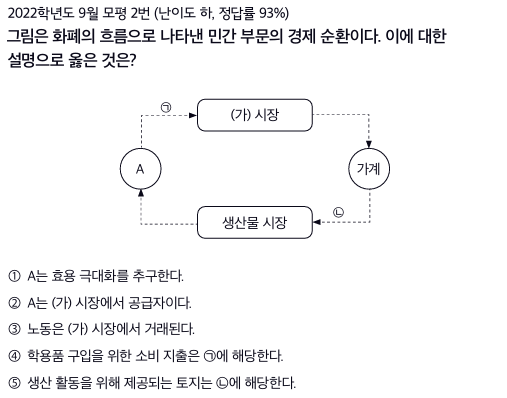 2022학년도 9월 모평 2번 (난이도 하, 정답률 93%)
그림은 화폐의 흐름으로 나타낸 민간 부문의 경제 순환이다. 이에 대한
설명으로 옳은 것은?
㉠
(가) 시장
A
가계
㉡
생산물 시장
① A는 효용 극대화를 추구한다.
② A는 (가) 시장에서 공급자이다.
③ 노동은 (가) 시장에서 거래된다.
④ 학용품 구입을 위한 소비 지출은 ㉠에 해당한다.
⑤ 생산 활동을 위해 제공되는 토지는 ㉡에 해당한다.